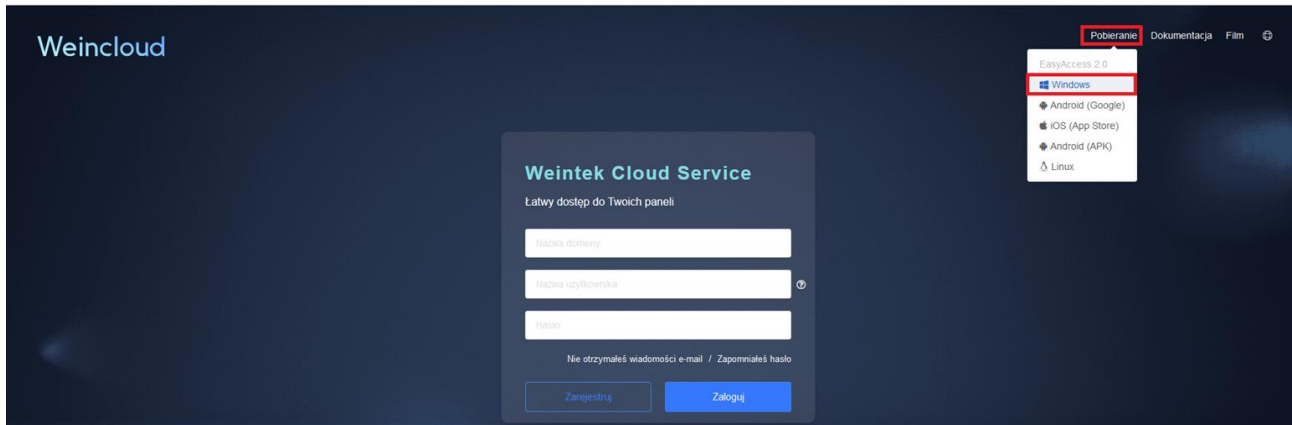 Weincloud
Pobieranie Dokumentacja Film
EasyAccess 2.0
Windows
Android (Google)
iOS (App Store)
Android (APK)
Linux
Weintek Cloud Service
Łatwy dostęp do Twoich paneli
Nazwa domeny
Nazwa użytkownika
Hasło
Nie otrzymałeś wiadomości e-mail / Zapomniałeś hasło
Zarejestruj Zaloguj